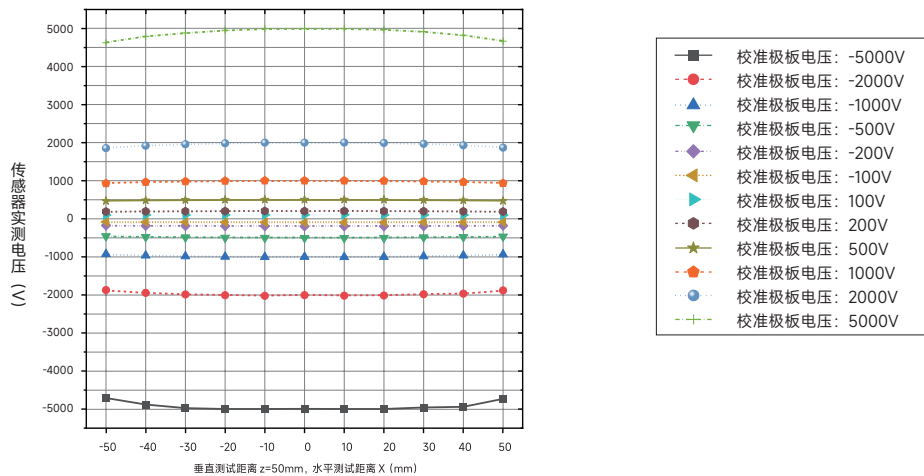 5000
4000
3000
2000
1000
0
-1000
-2000
-3000
-4000
-5000
传感器实测电压（V）
-50 -40 -30 -20 -10 0 10 20 30 40 50
垂直测试距离 z=50mm，水平测试距离 X（mm）
校准极板电压：-5000V
校准极板电压：-2000V
校准极板电压：-1000V
校准极板电压：-500V
校准极板电压：-200V
校准极板电压：-100V
校准极板电压：100V
校准极板电压：200V
校准极板电压：500V
校准极板电压：1000V
校准极板电压：2000V
校准极板电压：5000V